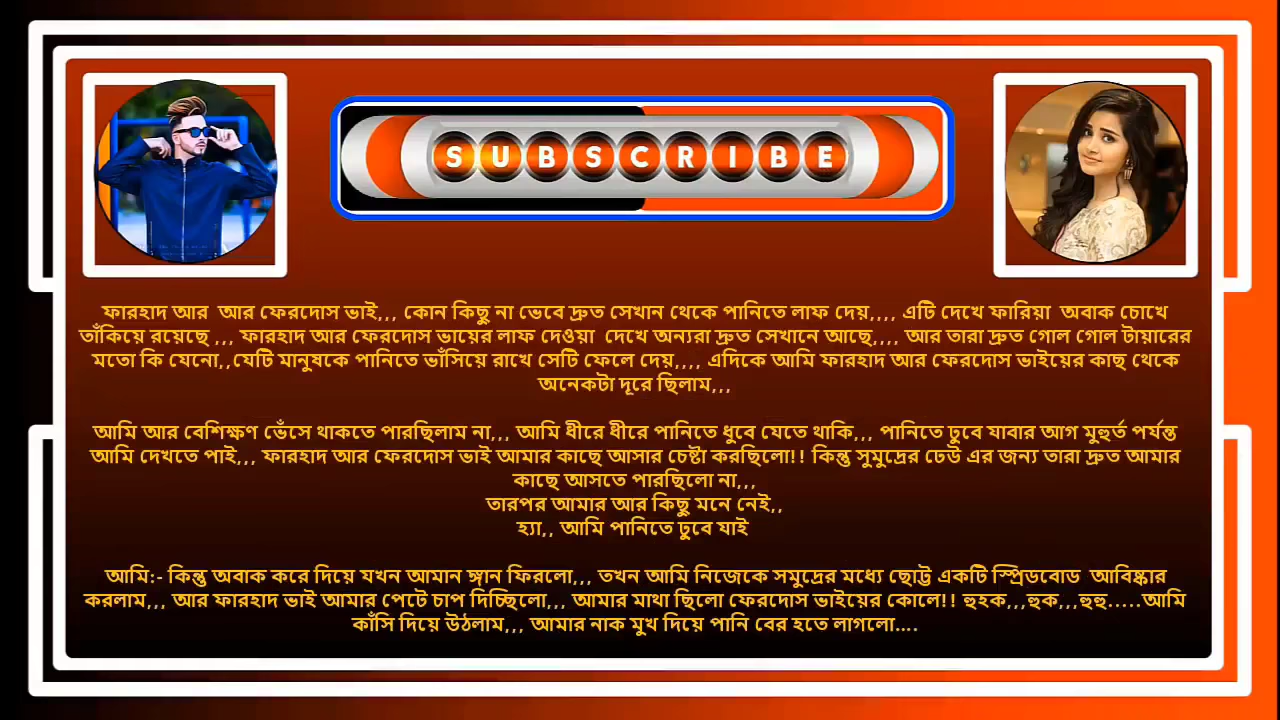 SUBSCRIBE
ফারহাদ আর আর ফেরদোস ভাই,,, কোন কিছু না ভেবে দ্রুত সেখান থেকে পানিতে লাফ দেয়,,,, এটি দেখে ফারিয়া অবাক চোখে
তাঁকিয়ে রয়েছে ,,, ফারহাদ আর ফেরদোস ভায়ের লাফ দেওয়া দেখে অন্যরা দ্রুত সেখানে আছে,,,, আর তারা দ্রুত গোল গোল টায়ারের
মতো কি যেনো,,যেটি মানুষকে পানিতে ভাঁসিয়ে রাখে সেটি ফেলে দেয়,,,, এদিকে আমি ফারহাদ আর ফেরদোস ভাইয়ের কাছ থেকে
অনেকটা দূরে ছিলাম,,,
আমি আর বেশিক্ষণ ভেঁসে থাকতে পারছিলাম না,,, আমি ধীরে ধীরে পানিতে ধুবে যেতে থাকি,,, পানিতে ঢুবে যাবার আগ মুহুর্ত পর্যন্ত
আমি দেখতে পাই,,, ফারহাদ আর ফেরদোস ভাই আমার কাছে আসার চেষ্টা করছিলো!! কিন্তু সুমুদ্রের ঢেউ এর জন্য তারা দ্রুত আমার
কাছে আসতে পারছিলো না,,,
তারপর আমার আর কিছু মনে নেই,,
হ্যা,, আমি পানিতে ঢুবে যাই
আমি:- কিন্তু অবাক করে দিয়ে যখন আমান ঙ্গান ফিরলো,,, তখন আমি নিজেকে সমুদ্রের মধ্যে ছোট্ট একটি স্প্রিডবোড আবিষ্কার
করলাম,,, আর ফারহাদ ভাই আমার পেটে চাপ দিচ্ছিলো,,, আমার মাথা ছিলো ফেরদোস ভাইয়ের কোলে!! হুহক,,,হুক,,,হুহু.....আমি
কাঁসি দিয়ে উঠলাম,,, আমার নাক মুখ দিয়ে পানি বের হতে লাগলো....